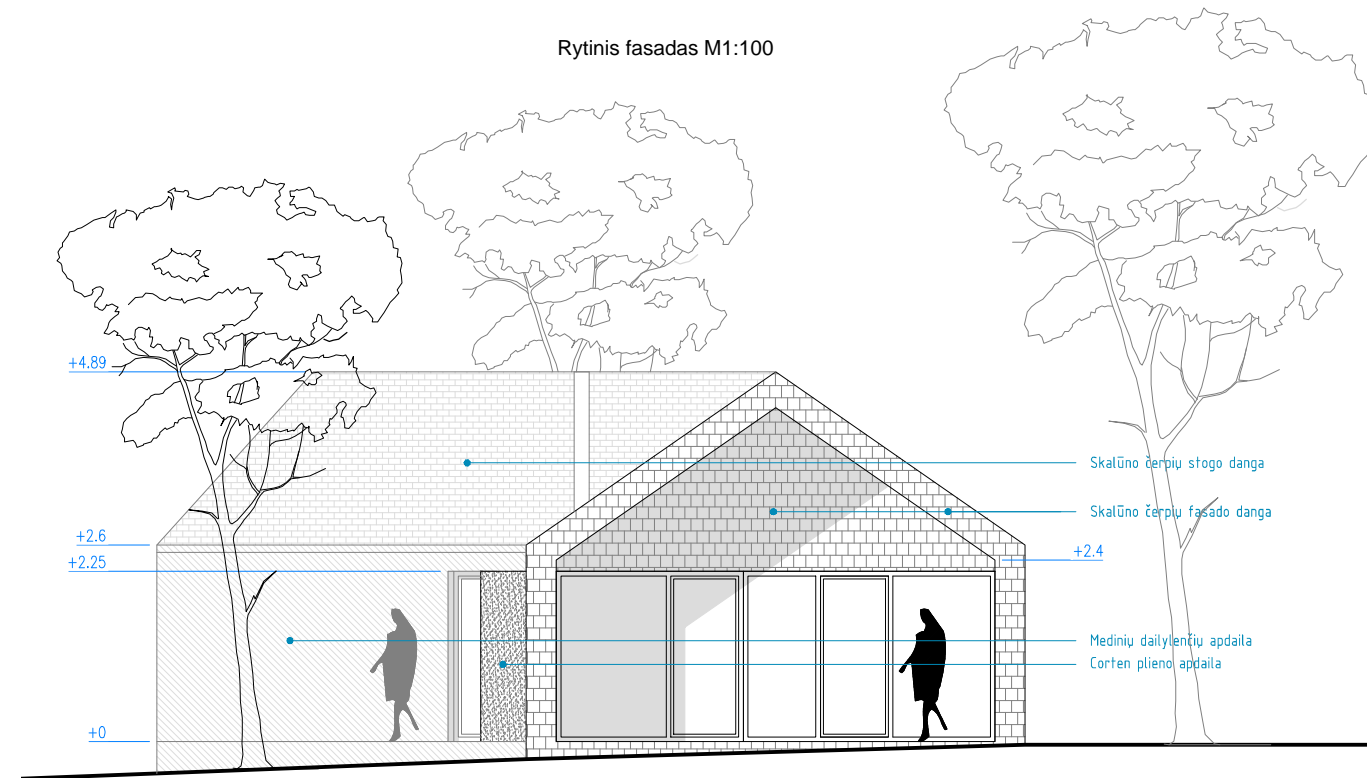 Rytinis fasadas M1:100
+4.89
Skalūno čerpių stogo danga
Skalūno čerpių fasado danga
+2.6
+2.4
+2.25
Medinių dailylenčių apdaila
Corten plieno apdaila
+0